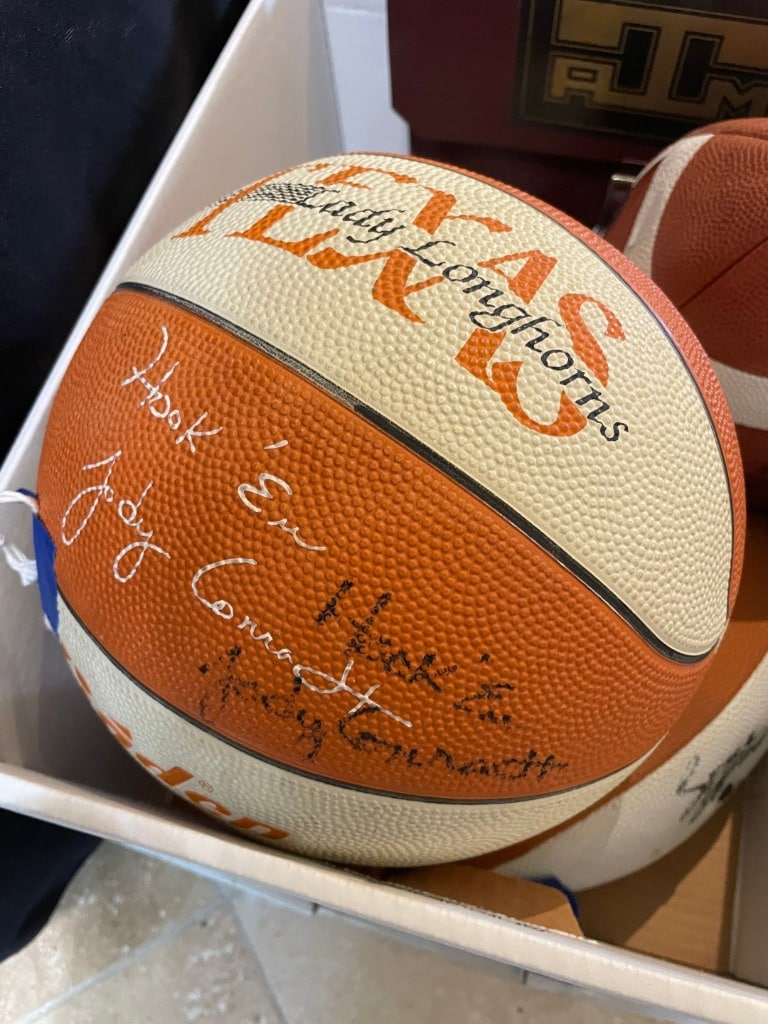 TEXAS
Lady Longhorns
Hook 'Em
Jody Conradt
Hook 'Em
Jody Conradt